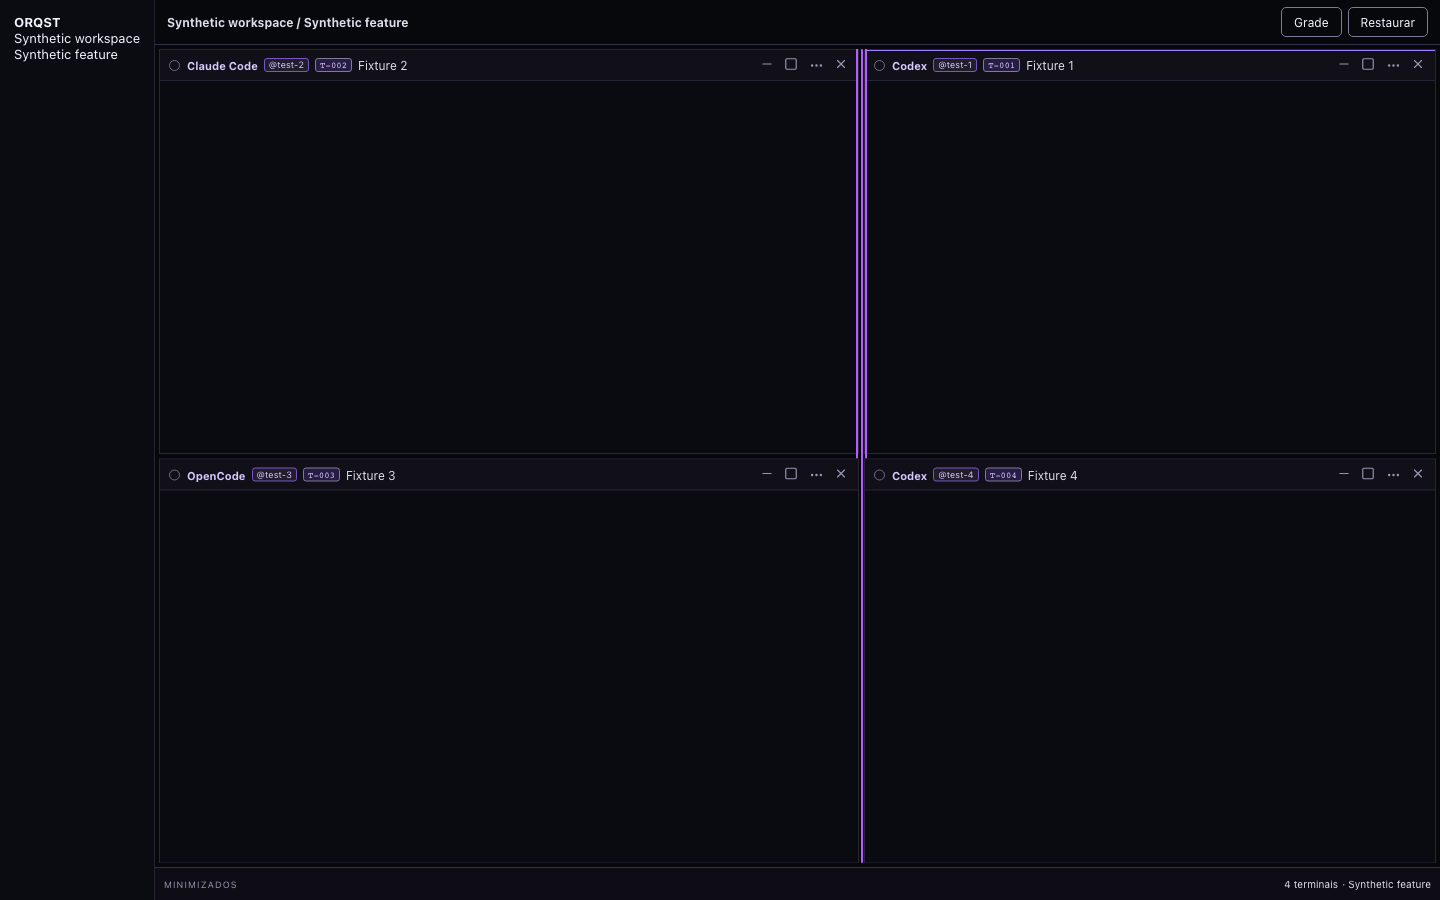 ORQST
Synthetic workspace
Synthetic feature
Synthetic workspace / Synthetic feature
Grade
Restaurar
Claude Code @test-2 T-002 Fixture 2
Codex @test-1 T-001 Fixture 1
OpenCode @test-3 T-003 Fixture 3
Codex @test-4 T-004 Fixture 4
MINIMIZADOS
4 terminais · Synthetic feature